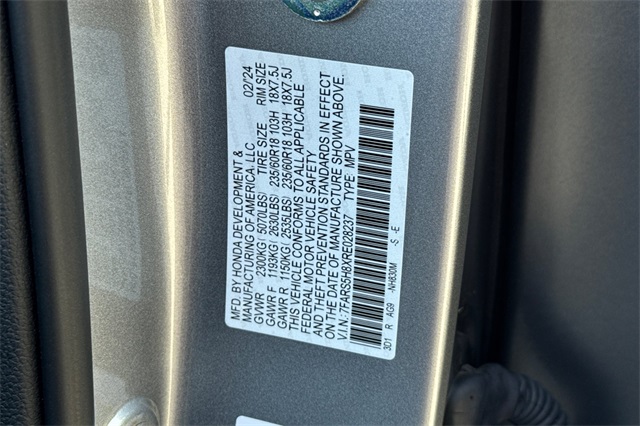 MFD. BY HONDA DEVELOPMENT &
MANUFACTURING OF AMERICA, LLC 02/24
GVWR 2300KG( 5070LBS) TIRE SIZE RIM SIZE
GAWR F 1193KG( 2630LBS) 235/60R18 103H 18X7.5J
GAWR R 1150KG( 2535LBS) 235/60R18 103H 18X7.5J
THIS VEHICLE CONFORMS TO ALL APPLICABLE
FEDERAL MOTOR VEHICLE SAFETY
AND THEFT PREVENTION STANDARDS IN EFFECT
ON THE DATE OF MANUFACTURE SHOWN ABOVE.
V.I.N.: 7FARS5H8XRE028237 TYPE: MPV
3D1 R AG9 -NH830M -S -E